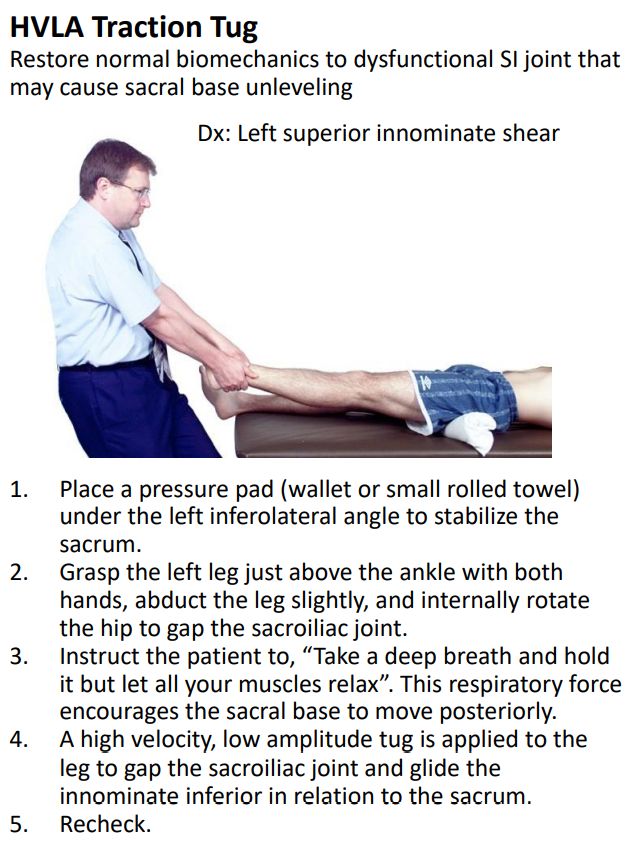 HVLA Traction Tug
Restore normal biomechanics to dysfunctional SI joint that
may cause sacral base unleveling
Dx: Left superior innominate shear
1. Place a pressure pad (wallet or small rolled towel)
under the left inferolateral angle to stabilize the
sacrum.
2. Grasp the left leg just above the ankle with both
hands, abduct the leg slightly, and internally rotate
the hip to gap the sacroiliac joint.
3. Instruct the patient to, “Take a deep breath and hold
it but let all your muscles relax”. This respiratory force
encourages the sacral base to move posteriorly.
4. A high velocity, low amplitude tug is applied to the
leg to gap the sacroiliac joint and glide the
innominate inferior in relation to the sacrum.
5. Recheck.